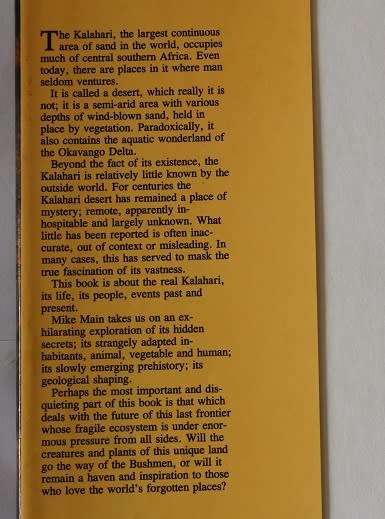 The Kalahari, the largest continuous
area of sand in the world, occupies
much of central southern Africa. Even
today, there are places in it where man
seldom ventures.
It is called a desert, which really it is
not; it is a semi-arid area with various
depths of wind-blown sand, held in
place by vegetation. Paradoxically, it
also contains the aquatic wonderland of
the Okavango Delta.
Beyond the fact of its existence, the
Kalahari is relatively little known by the
outside world. For centuries the
Kalahari desert has remained a place of
mystery; remote, apparently in-
hospitable and largely unknown. What
little has been reported is often inac-
curate, out of context or misleading. In
many cases, this has served to mask the
true fascination of its vastness.
This book is about the real Kalahari,
its life, its people, events past and
present.
Mike Main takes us on an ex-
hilarating exploration of its hidden
secrets; its strangely adapted in-
habitants, animal, vegetable and human;
its slowly emerging prehistory; its
geological shaping.
Perhaps the most important and dis-
quieting part of this book is that which
deals with the future of this last frontier
whose fragile ecosystem is under enor-
mous pressure from all sides. Will the
creatures and plants of this unique land
go the way of the Bushmen, or will it
remain a haven and inspiration to those
who love the world's forgotten places?